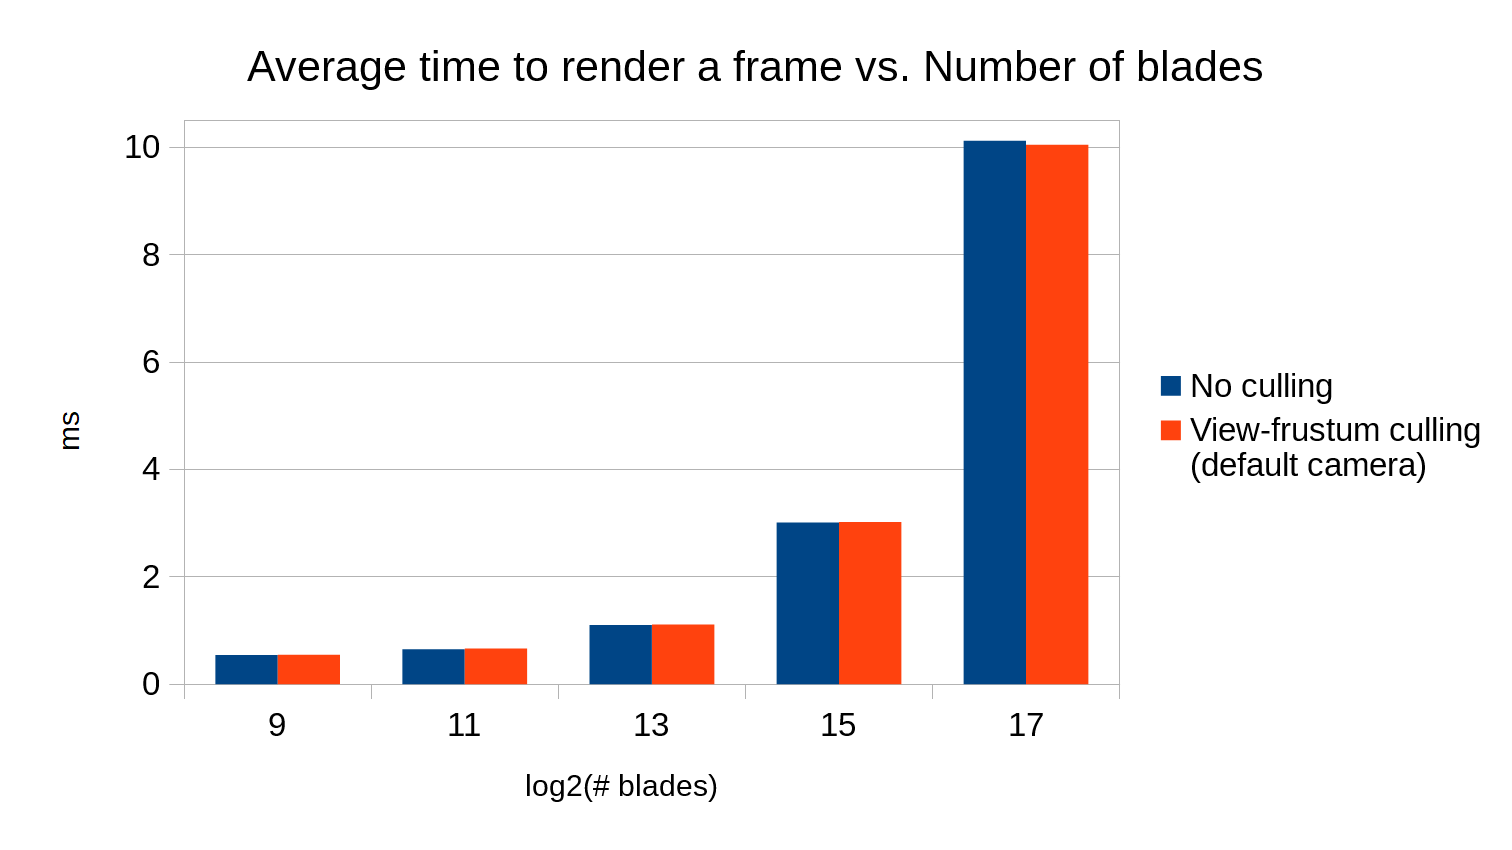 Average time to render a frame vs. Number of blades
10
8
6
4
2
0
ms
9 11 13 15 17
log2(# blades)
No culling
View-frustum culling
(default camera)